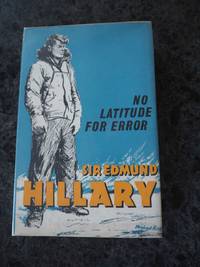 NO
LATITUDE
FOR ERROR
SIR EDMUND
HILLARY